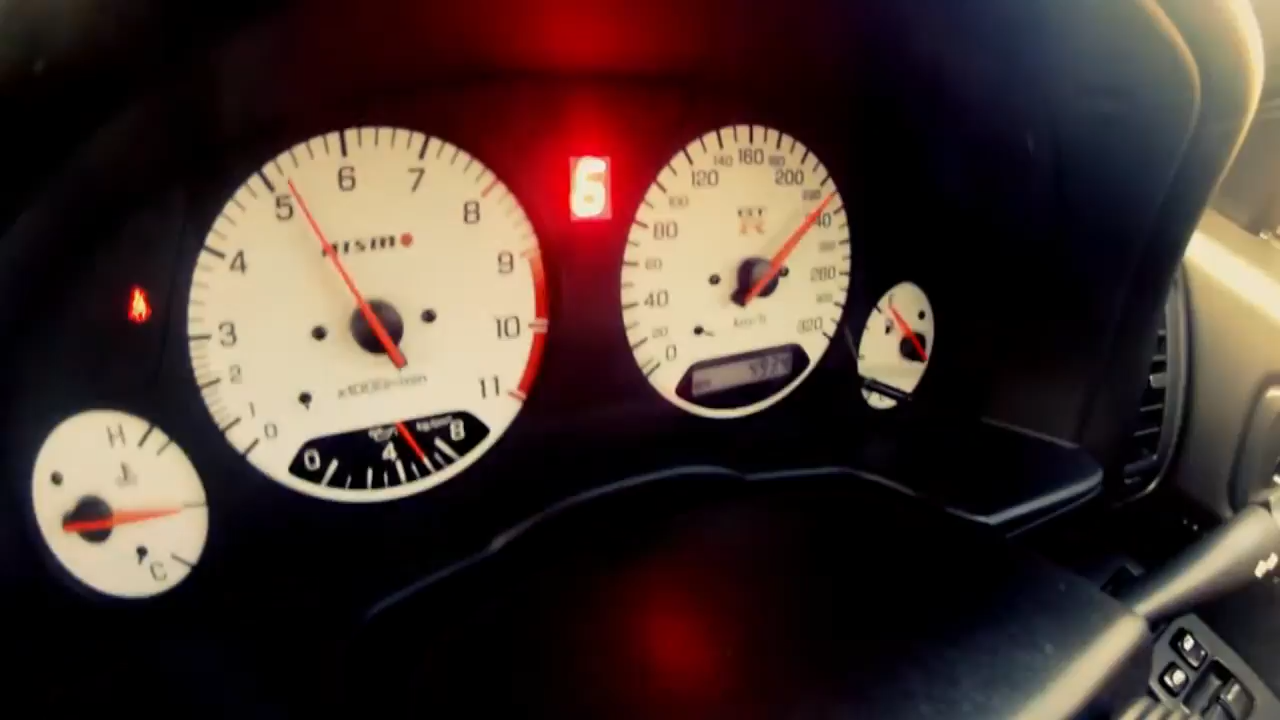 0 1 2 3 4 5 6 7 8 9 10 11
nismo
x1000r/min
0 4 8
H
C
6
0 20 40 60 80 100 120 140 160 180 200 220 240 260 280 300 320
GT
R
km/h